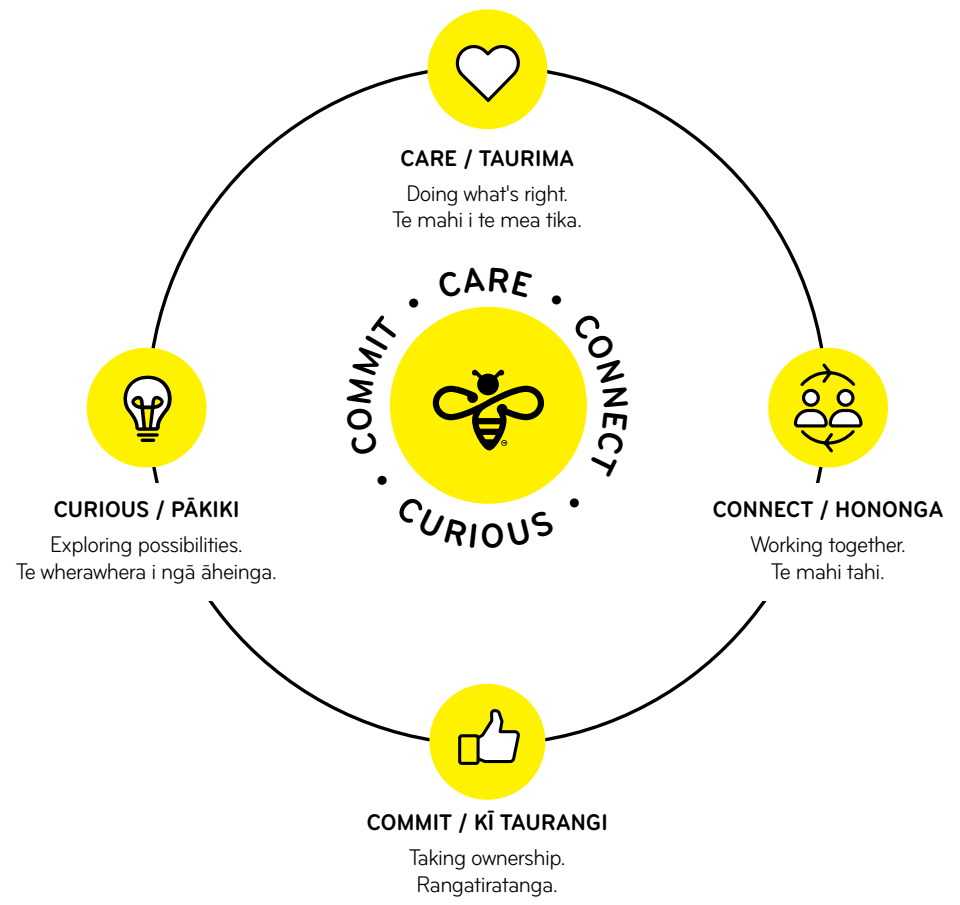 CARE / TAURIMA
Doing what's right.
Te mahi i te mea tika.
• CARE • CONNECT • CURIOUS • COMMIT
CURIOUS / PĀKIKI
Exploring possibilities.
Te wherawhera i ngā āheinga.
CONNECT / HONONGA
Working together.
Te mahi tahi.
COMMIT / KĪ TAURANGI
Taking ownership.
Rangatiratanga.